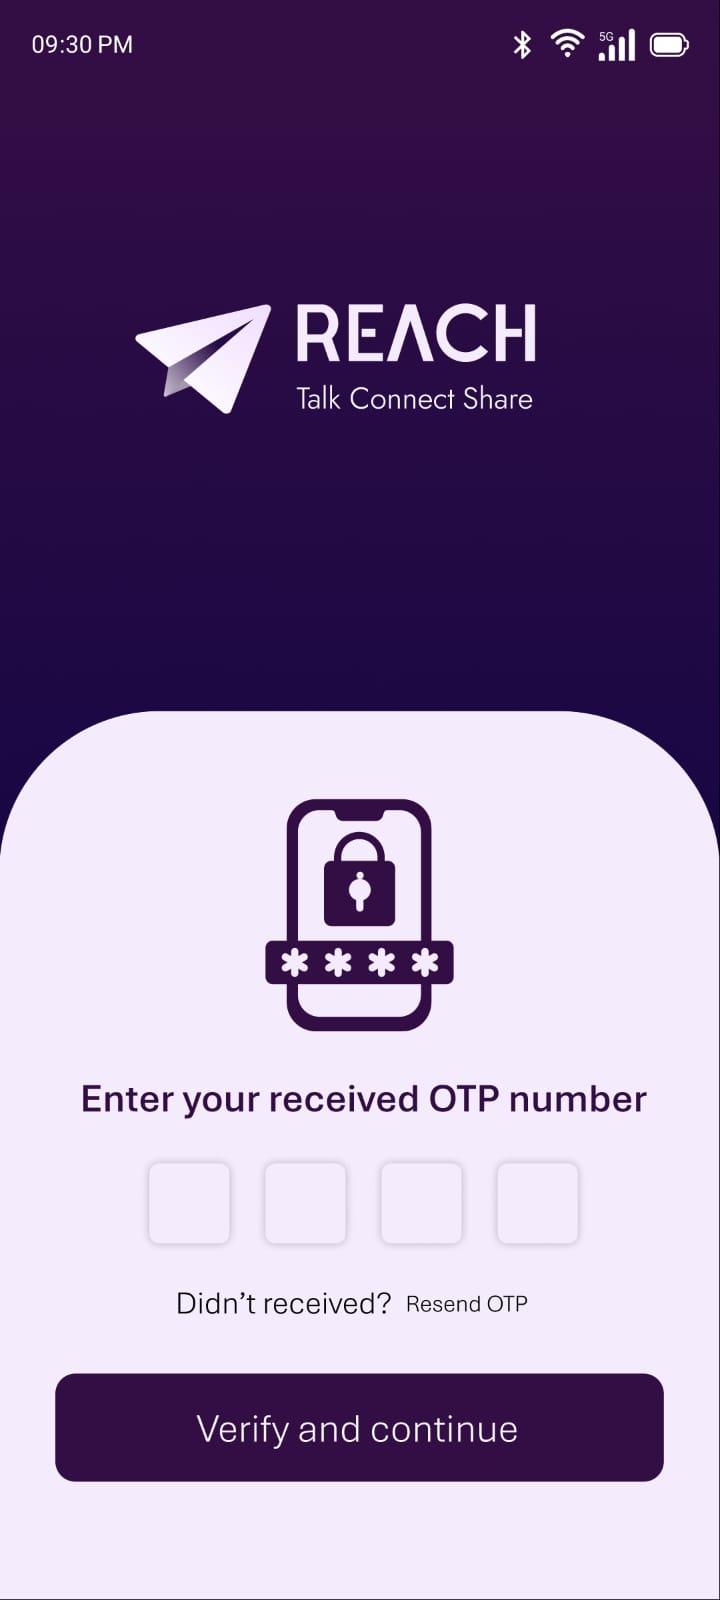 09:30 PM
5G
REACH
Talk Connect Share
* * * *
Enter your received OTP number
Didn’t received? Resend OTP
Verify and continue